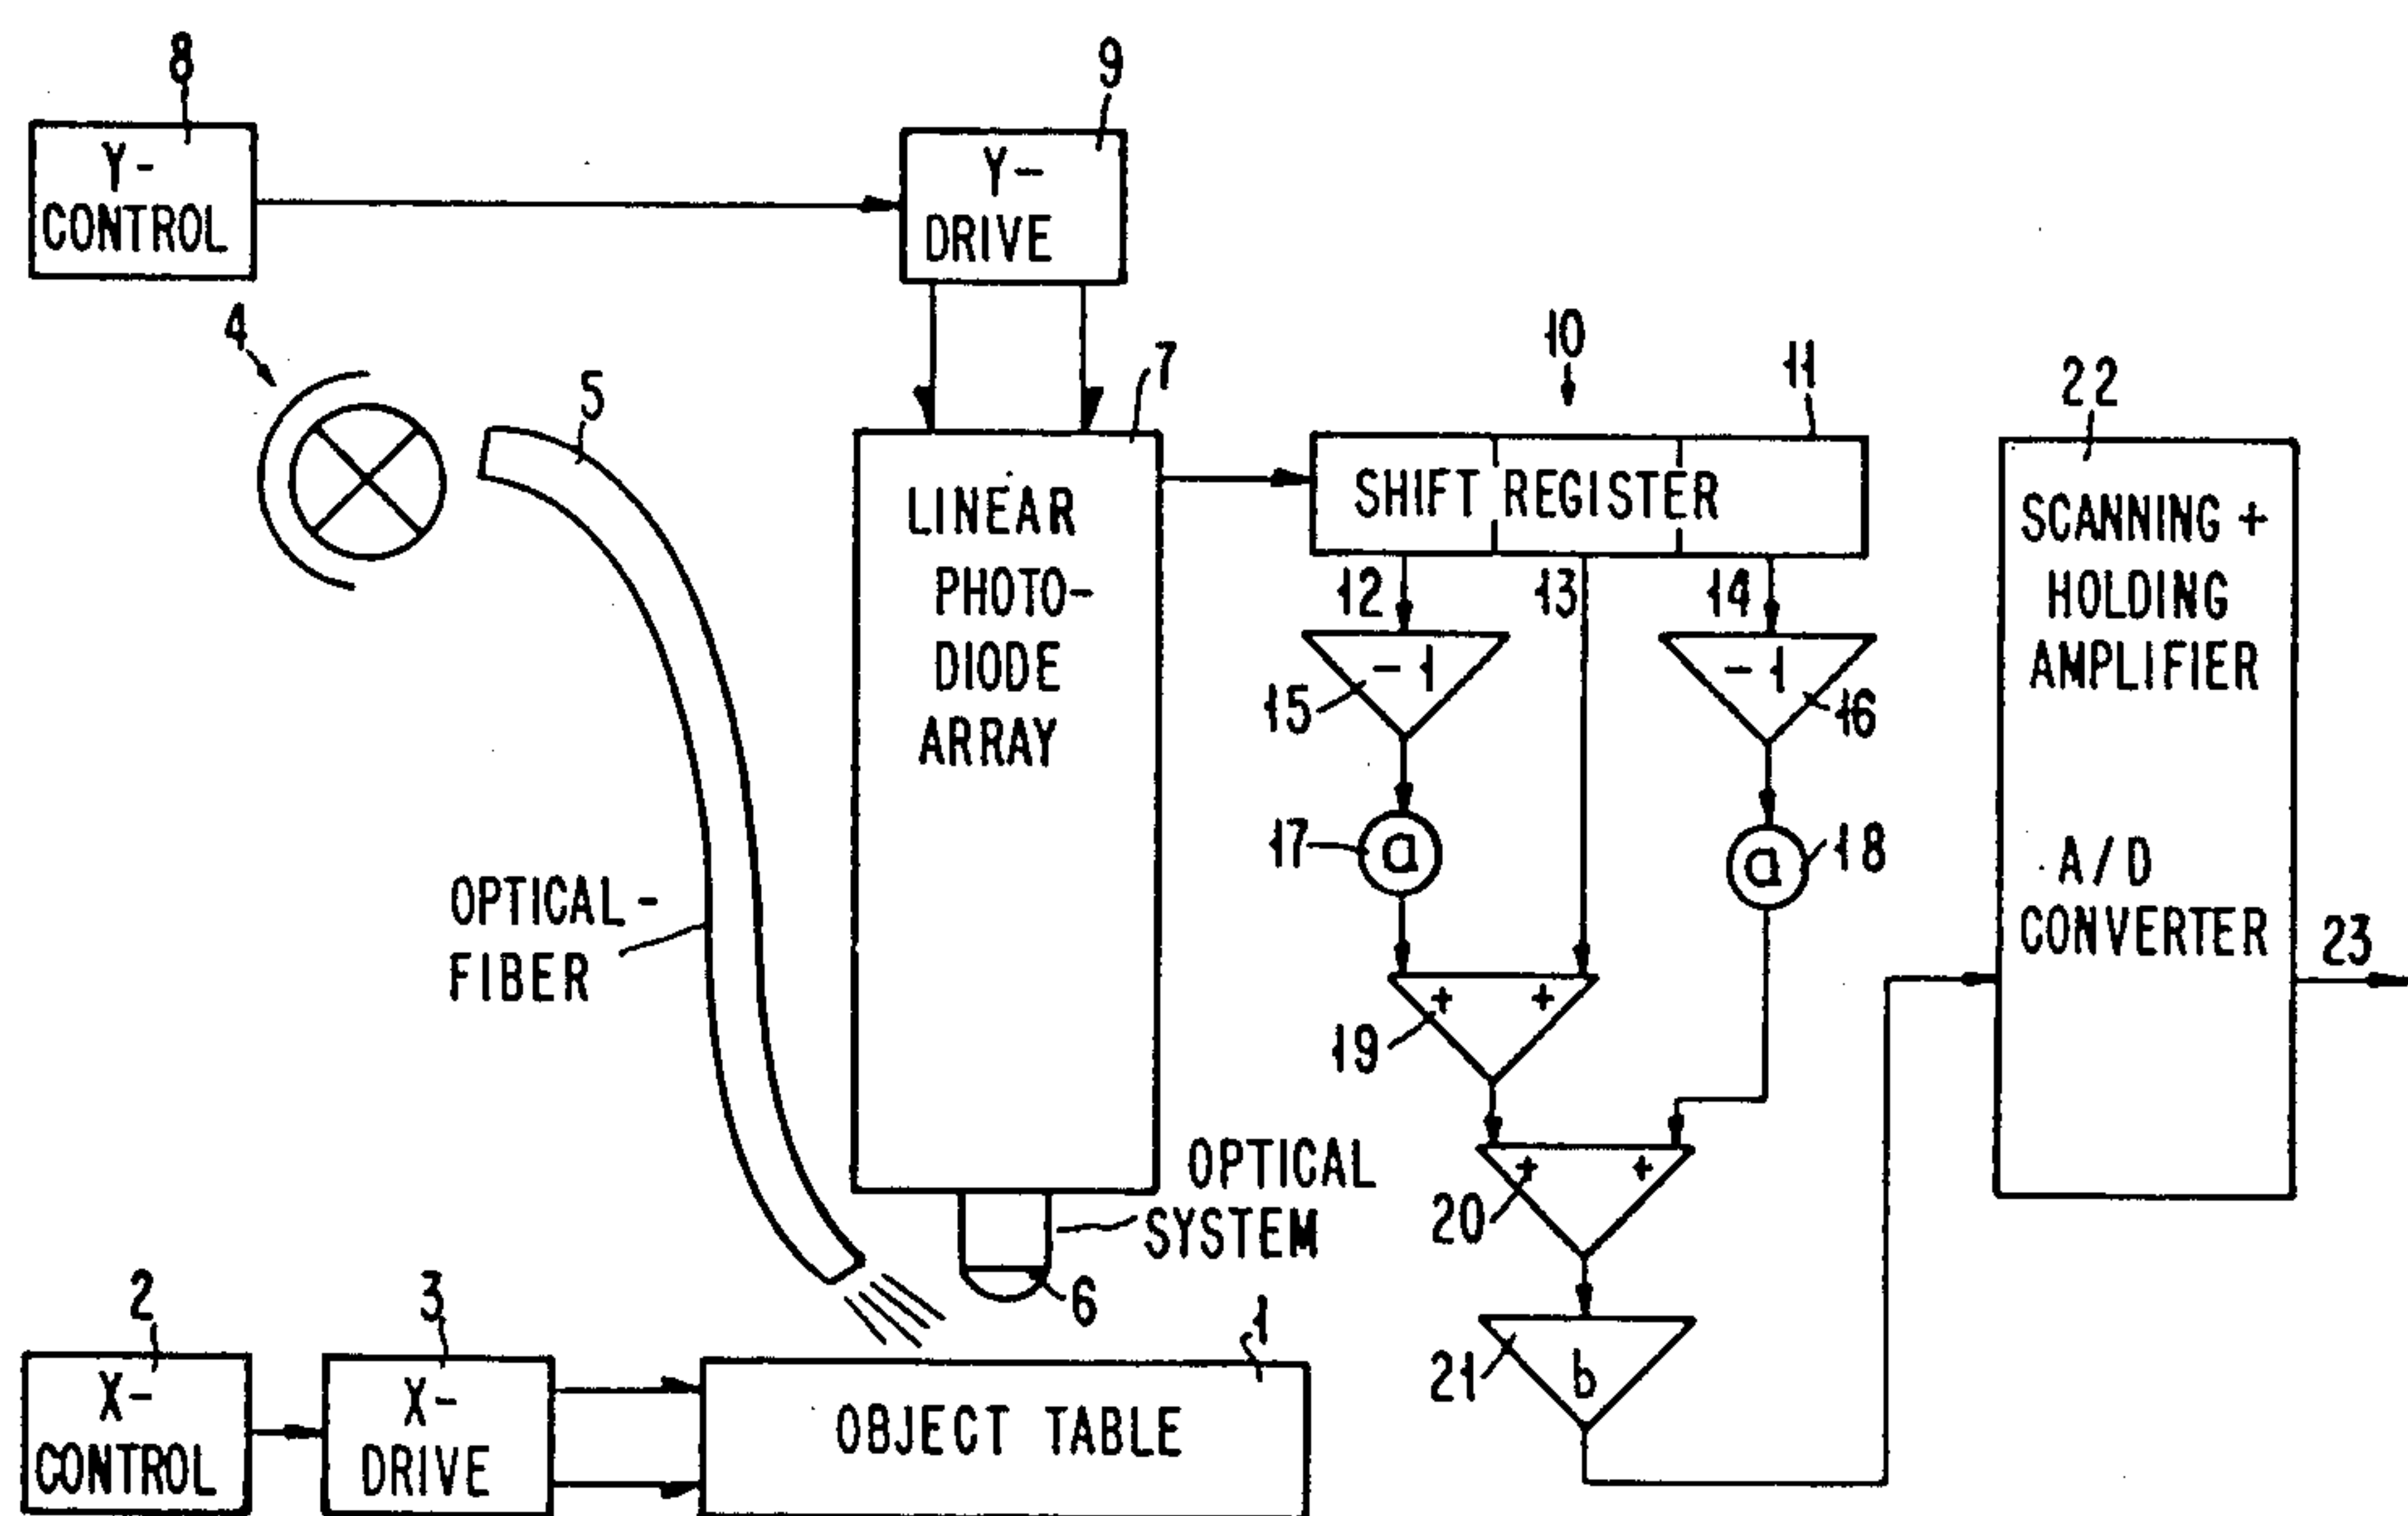 8
Y-
CONTROL
9
Y-
DRIVE
4
5
7
10
11
22
LINEAR
PHOTO-
DIODE
ARRAY
SHIFT REGISTER
SCANNING +
HOLDING
AMPLIFIER
A/D
CONVERTER
23
12
13
14
-1
-1
15
16
17
a
a
18
OPTICAL-
FIBER
+ +
19
+ +
20
OPTICAL
SYSTEM
6
b
21
2
X-
CONTROL
3
X-
DRIVE
1
OBJECT TABLE